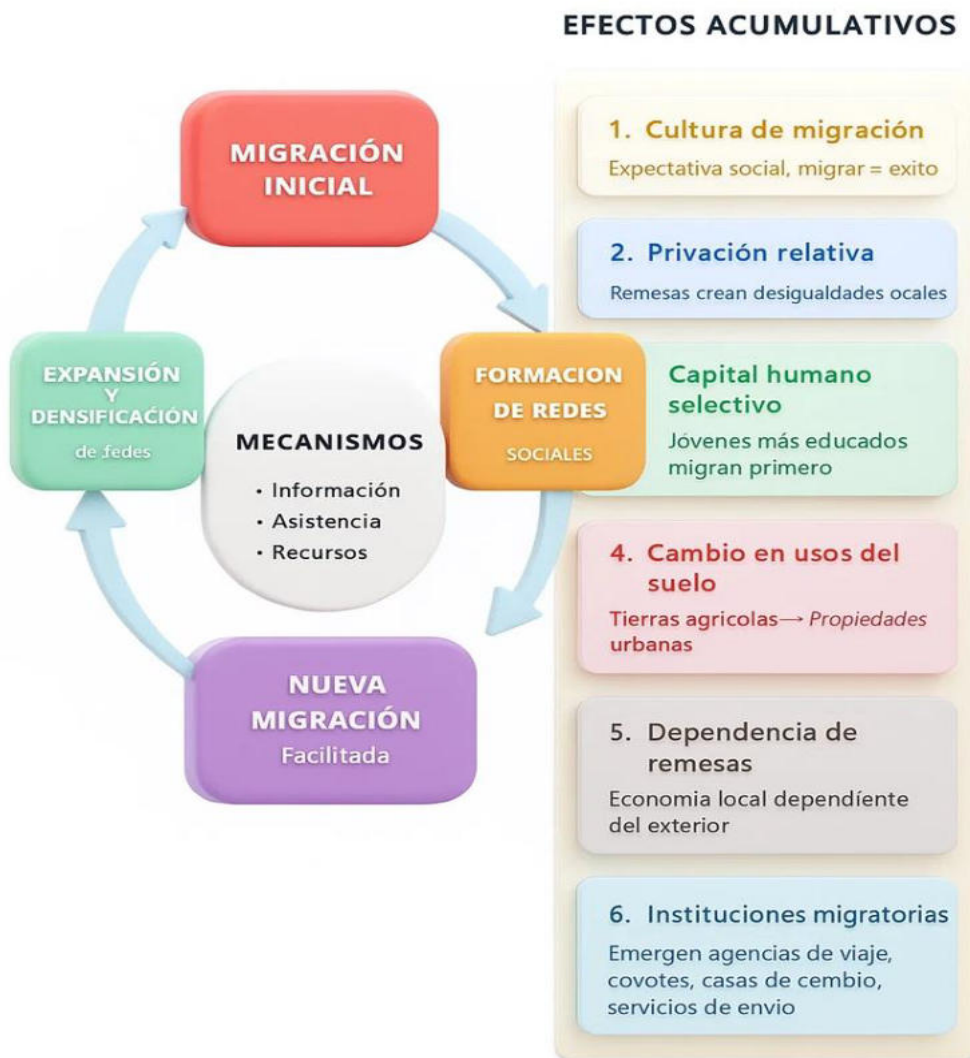 EFECTOS ACUMULATIVOS
MIGRACIÓN
INICIAL
FORMACION
DE REDES
SOCIALES
NUEVA
MIGRACIÓN
Facilitada
EXPANSIÓN
Y
DENSIFICACIÓN
de .fedes
MECANISMOS
• Información
• Asistencia
• Recursos
1. Cultura de migración
Expectativa social, migrar = exito
2. Privación relativa
Remesas crean desigualdades ocales
Capital humano
selectivo
Jóvenes más educados
migran primero
4. Cambio en usos del
suelo
Tierras agricolas→ Propiedades
urbanas
5. Dependencia de
remesas
Economia local dependíente
del exterior
6. Instituciones migratorias
Emergen agencias de viaje,
covotes, casas de cembio,
servicios de envio